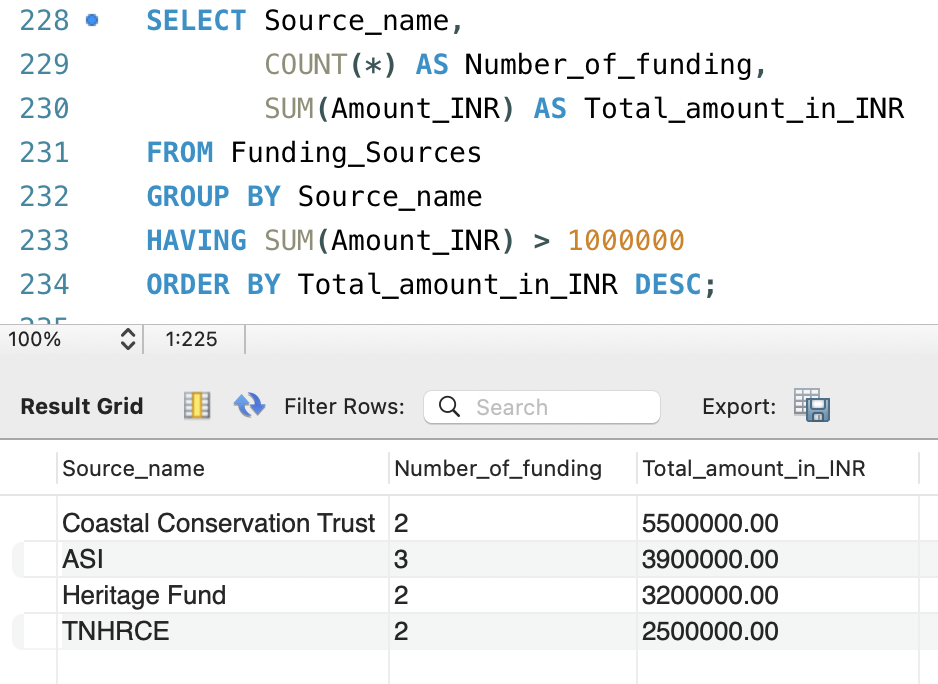 228 SELECT Source_name,
229 COUNT(*) AS Number_of_funding,
230 SUM(Amount_INR) AS Total_amount_in_INR
231 FROM Funding_Sources
232 GROUP BY Source_name
233 HAVING SUM(Amount_INR) > 1000000
234 ORDER BY Total_amount_in_INR DESC;
100% 1:225
Result Grid Filter Rows: Search Export:
Source_name Number_of_funding Total_amount_in_INR
Coastal Conservation Trust 2 5500000.00
ASI 3 3900000.00
Heritage Fund 2 3200000.00
TNHRCE 2 2500000.00